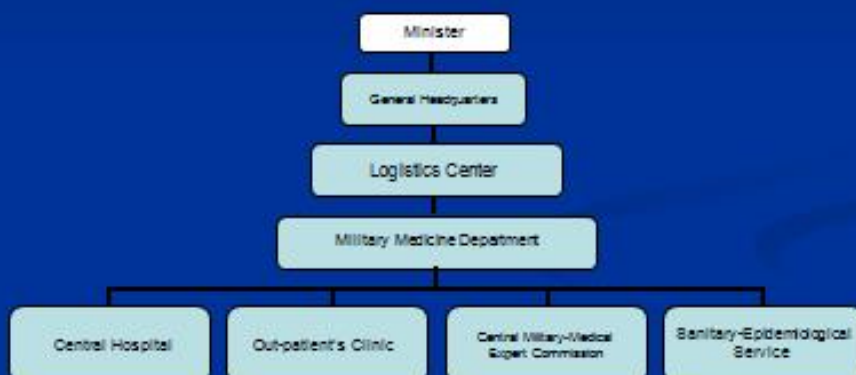 Minister
General Headquarters
Logistics Center
Military Medicine Department
Central Hospital
Out-patient's Clinic
Central Military-Medical
Expert Commission
Sanitary-Epidemiological
Service